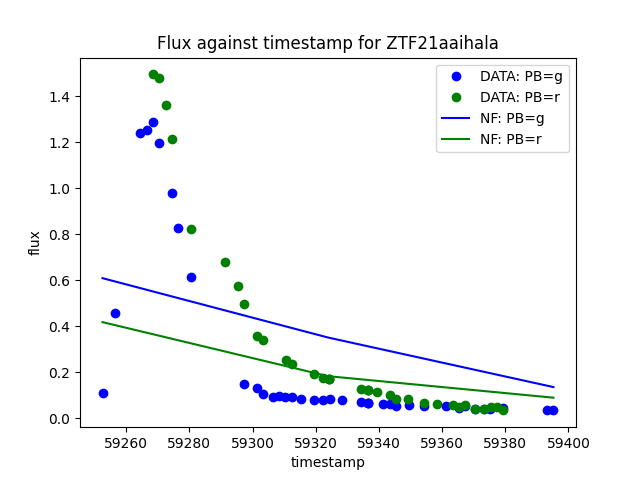 Flux against timestamp for ZTF21aaihala
DATA: PB=g
DATA: PB=r
NF: PB=g
NF: PB=r
flux
1.4
1.2
1.0
0.8
0.6
0.4
0.2
0.0
59260 59280 59300 59320 59340 59360 59380 59400
timestamp